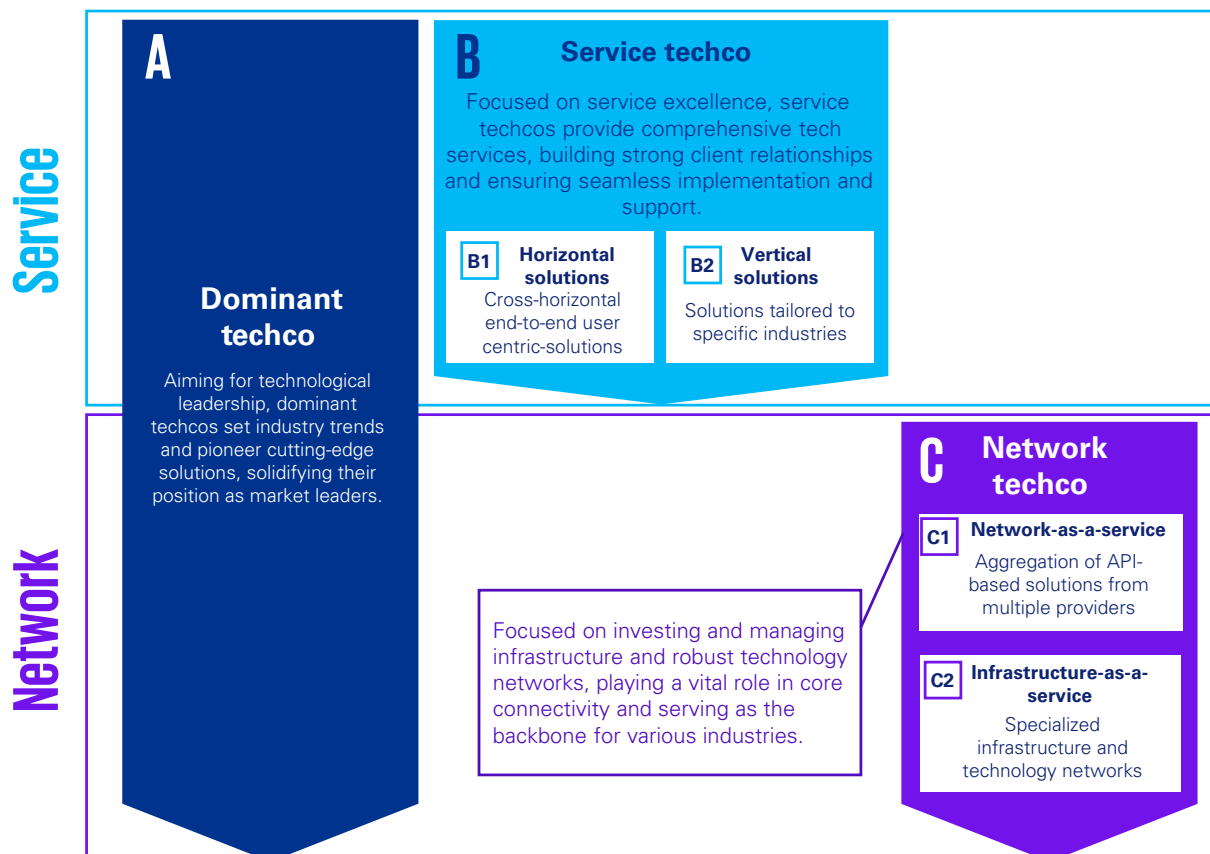 Service
A
Dominant
techco
Aiming for technological
leadership, dominant
techcos set industry trends
and pioneer cutting-edge
solutions, solidifying their
position as market leaders.
B
Service techco
Focused on service excellence, service
techcos provide comprehensive tech
services, building strong client relationships
and ensuring seamless implementation and
support.
B1
Horizontal
solutions
Cross-horizontal
end-to-end user
centric-solutions
B2
Vertical
solutions
Solutions tailored to
specific industries
Network
C
Network
techco
C1
Network-as-a-service
Aggregation of API-
based solutions from
multiple providers
C2
Infrastructure-as-a-
service
Specialized
infrastructure and
technology networks
Focused on investing and managing
infrastructure and robust technology
networks, playing a vital role in core
connectivity and serving as the
backbone for various industries.